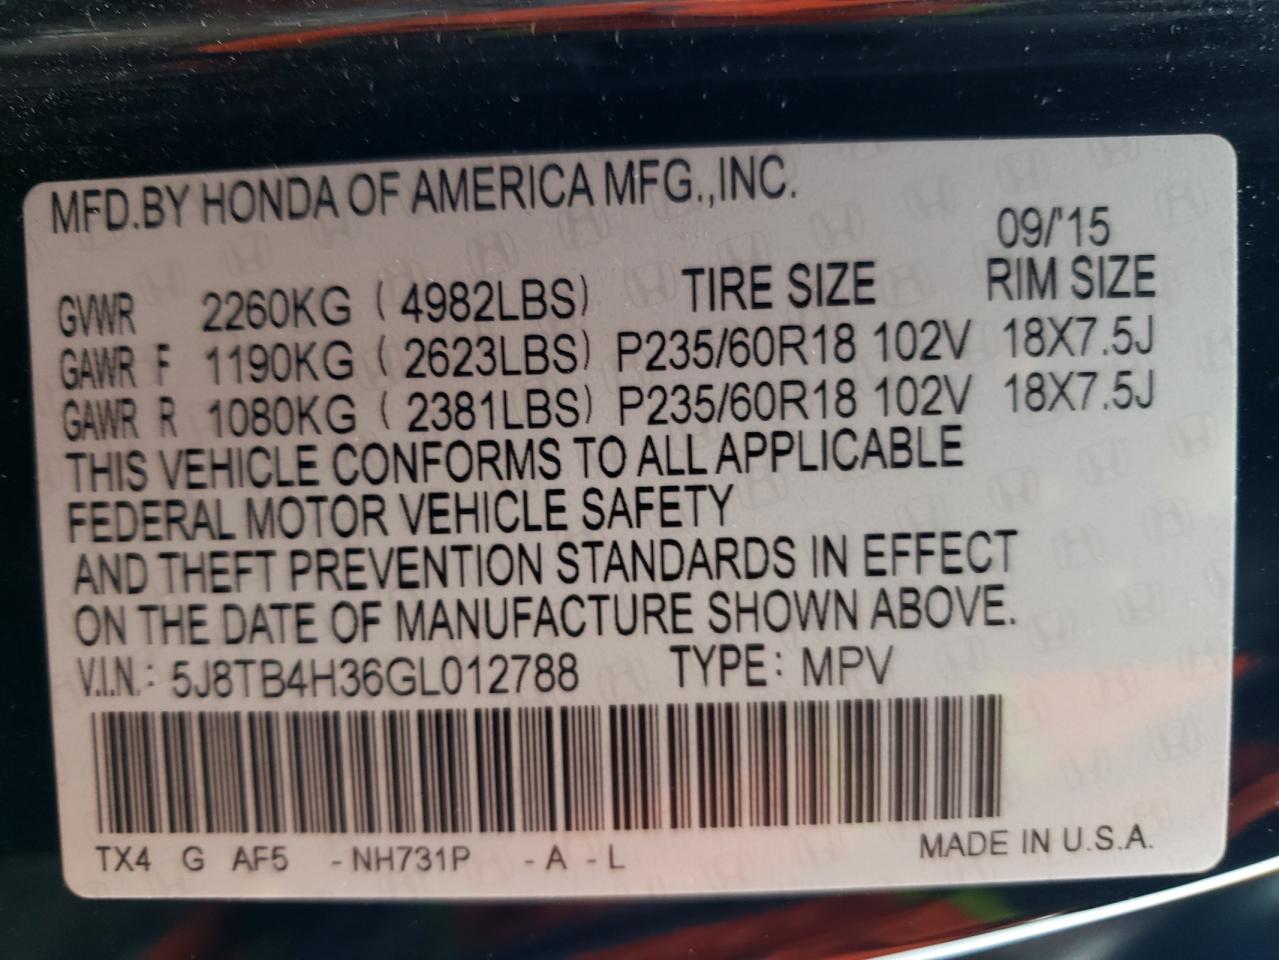 MFD.BY HONDA OF AMERICA MFG.,INC.
09/'15
GVWR 2260KG ( 4982LBS) TIRE SIZE RIM SIZE
GAWR F 1190KG ( 2623LBS) P235/60R18 102V 18X7.5J
GAWR R 1080KG ( 2381LBS) P235/60R18 102V 18X7.5J
THIS VEHICLE CONFORMS TO ALL APPLICABLE
FEDERAL MOTOR VEHICLE SAFETY
AND THEFT PREVENTION STANDARDS IN EFFECT
ON THE DATE OF MANUFACTURE SHOWN ABOVE.
V.I.N.: 5J8TB4H36GL012788 TYPE: MPV
TX4 G AF5 -NH731P -A -L MADE IN U.S.A.